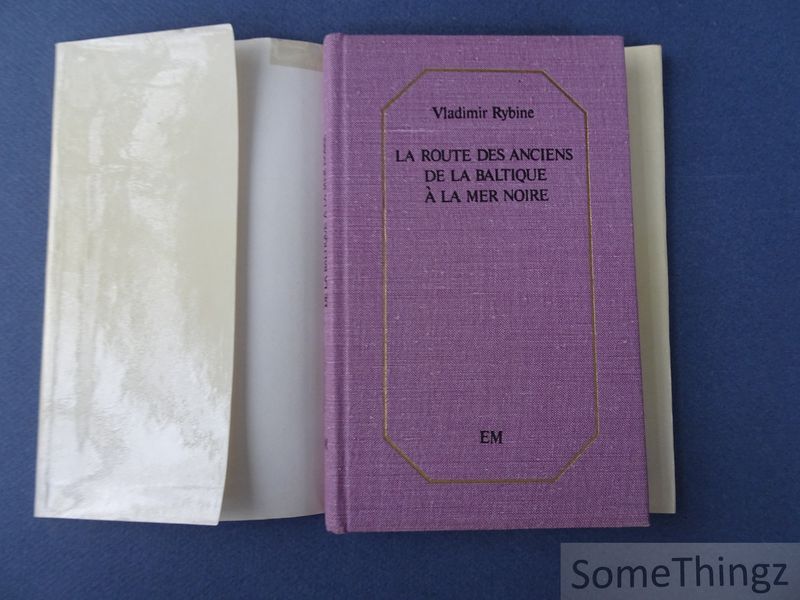 Vladimir Rybine
LA ROUTE DES ANCIENS
DE LA BALTIQUE
À LA MER NOIRE
EM
SomeThingz